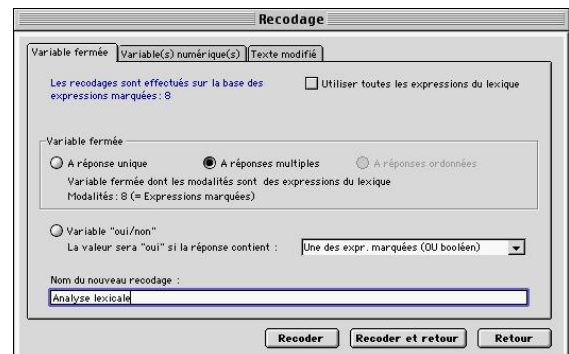 Recodage
Variable fermée Variable(s) numérique(s) Texte modifié
Les recodages sont effectués sur la base des
expressions marquées : 8
Utiliser toutes les expressions du lexique
Variable fermée
A réponse unique A réponses multiples A réponses ordonnées
Variable fermée dont les modalités sont des expressions du lexique
Modalités : 8 (= Expressions marquées)
Variable "oui/non"
La valeur sera "oui" si la réponse contient : Une des expr. marquées (OU booléen)
Nom du nouveau recodage :
Analyse lexicale
Recoder Recoder et retour Retour